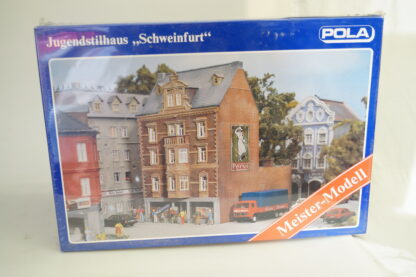 Jugendstilhaus „Schweinfurt“
POLA
Meister-Modell